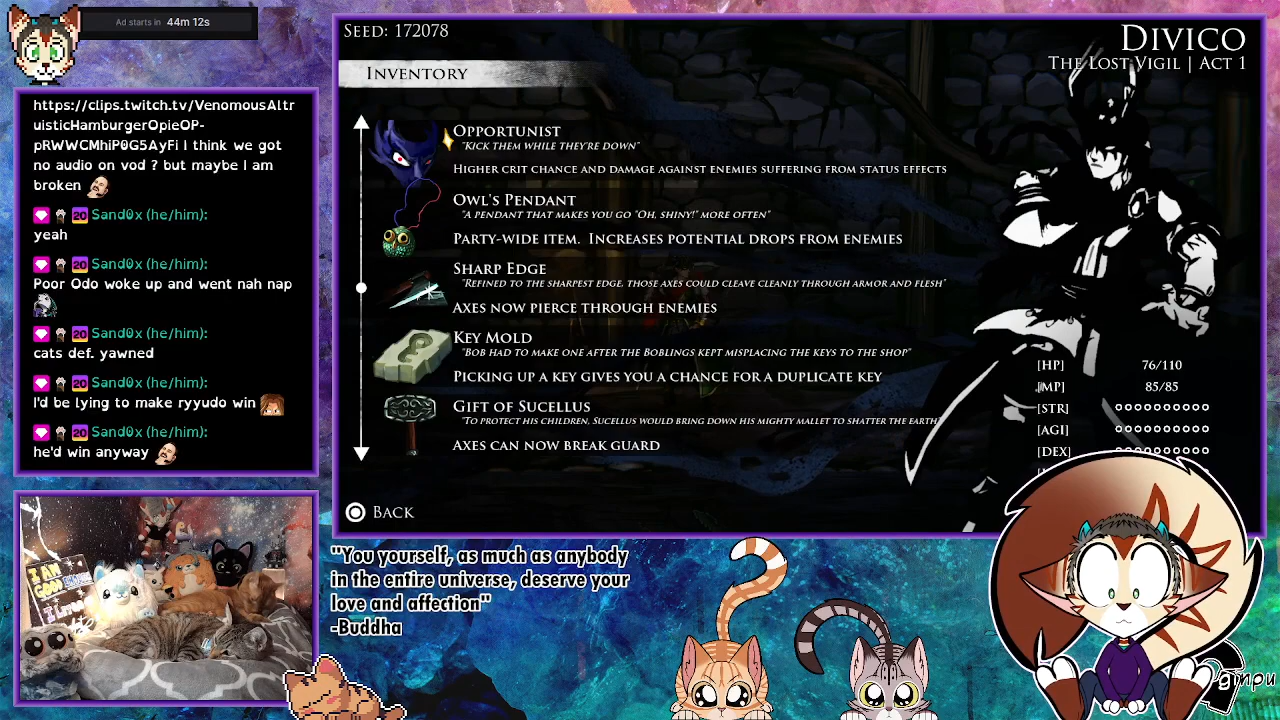 Ad starts in 44m 12s
https://clips.twitch.tv/VenomousAltr
uisticHamburgerOpieOP-
pRWWCMhiP0G5AyFi I think we got
no audio on vod ? but maybe I am
broken
20 Sand0x (he/him):
yeah
20 Sand0x (he/him):
Poor Odo woke up and went nah nap
20 Sand0x (he/him):
cats def. yawned
20 Sand0x (he/him):
I'd be lying to make ryyudo win
20 Sand0x (he/him):
he'd win anyway
Seed: 172078
Inventory
Divico
The Lost Vigil | Act 1
Opportunist
"Kick them while they're down"
Higher crit chance and damage against enemies suffering from status effects
Owl's Pendant
"A pendant that makes you go "Oh, shiny!" more often"
Party-wide item. Increases potential drops from enemies
Sharp Edge
"Refined to the sharpest edge, those axes could cleave cleanly through armor and flesh"
Axes now pierce through enemies
Key Mold
"Bob had to make one after the Boblings kept misplacing the keys to the shop"
Picking up a key gives you a chance for a duplicate key
Gift of Sucellus
"To protect his children, Sucellus would bring down his mighty mallet to shatter the earth"
Axes can now break guard
[HP] 76/110
[MP] 85/85
[STR]
[AGI]
[DEX]
Back
I AM
GOOD
"You yourself, as much as anybody
in the entire universe, deserve your
love and affection"
-Buddha
ginpu